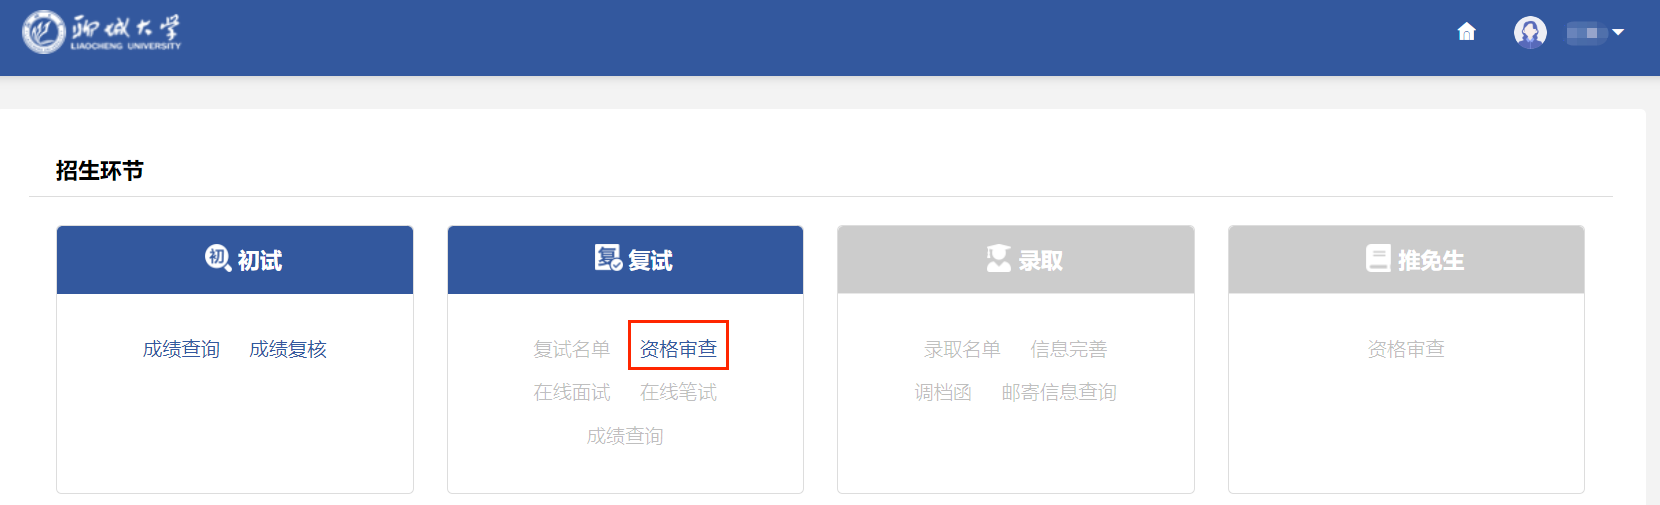 聊城大学
LIAOCHENG UNIVERSITY
招生环节
初 初试
成绩查询 成绩复核
复 复试
复试名单 资格审查
在线面试 在线笔试
成绩查询
录取
录取名单 信息完善
调档函 邮寄信息查询
推免生
资格审查